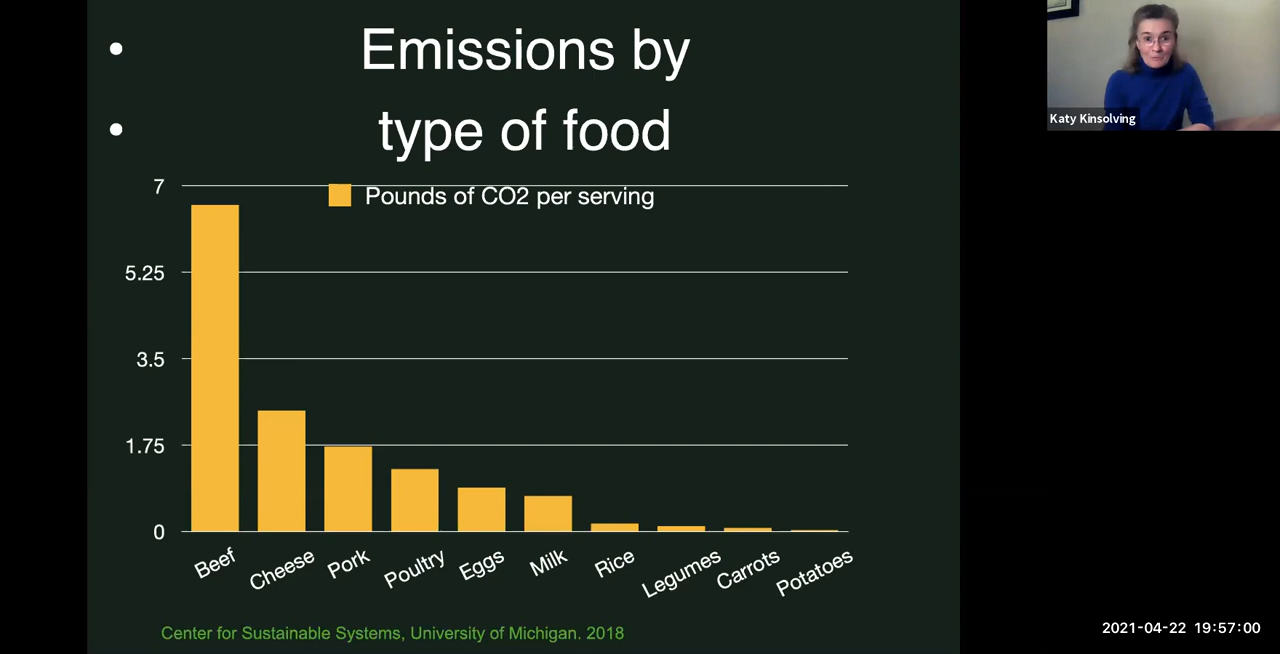 • Emissions by
• type of food
Katy Kinsolving
Pounds of CO2 per serving
7
5.25
3.5
1.75
0
Beef Cheese Pork Poultry Eggs Milk Rice Legumes Carrots Potatoes
Center for Sustainable Systems, University of Michigan. 2018
2021-04-22 19:57:00